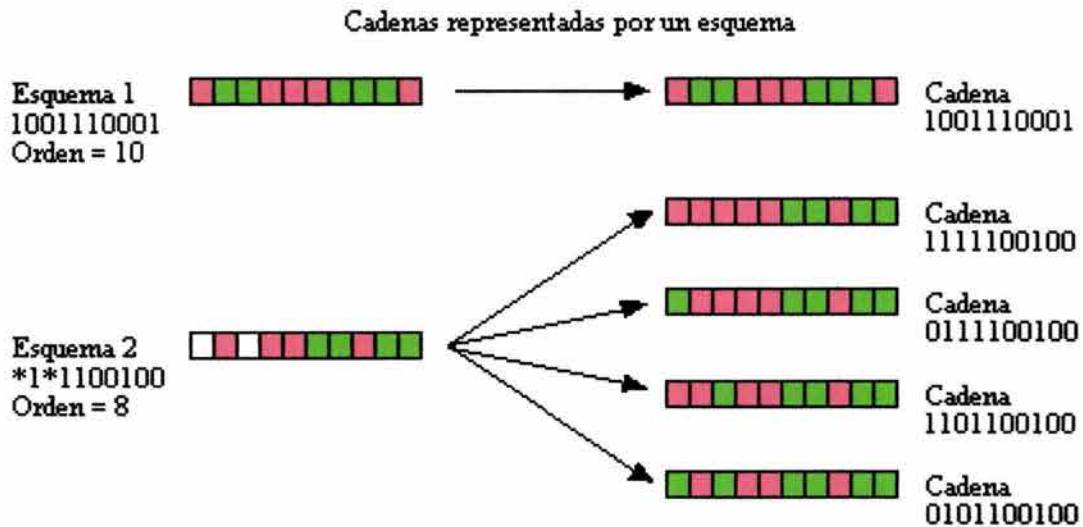 Cadenas representadas por un esquema
Esquema 1
1001110001
Orden = 10
Cadena
1001110001
Cadena
1111100100
Cadena
0111100100
Esquema 2
*1*1100100
Orden = 8
Cadena
1101100100
Cadena
0101100100